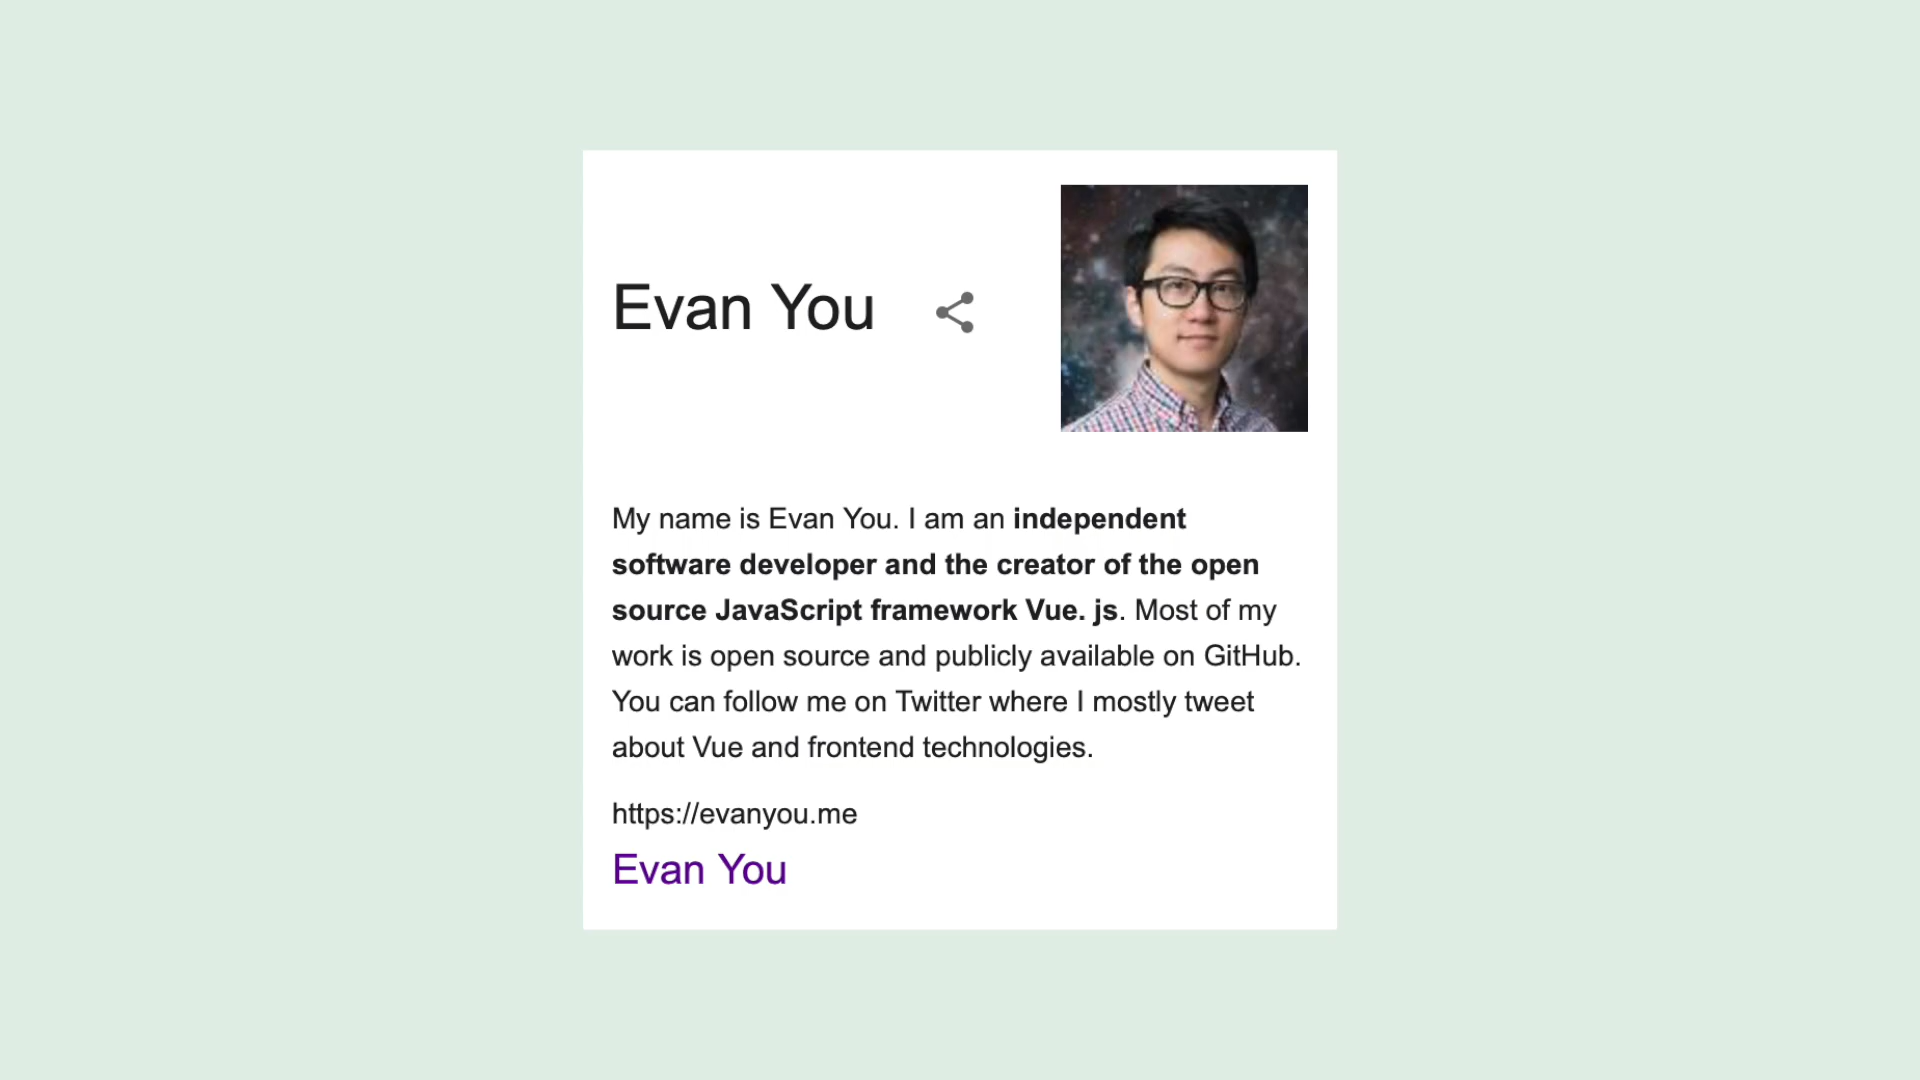 Evan You
My name is Evan You. I am an independent
software developer and the creator of the open
source JavaScript framework Vue. js. Most of my
work is open source and publicly available on GitHub.
You can follow me on Twitter where I mostly tweet
about Vue and frontend technologies.
https://evanyou.me
Evan You